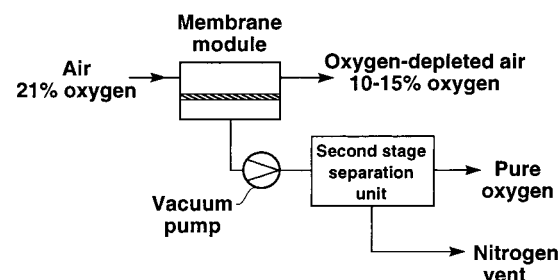 Membrane
module
Air
21% oxygen
Oxygen-depleted air
10-15% oxygen
Second stage
separation
unit
Vacuum
pump
Pure
oxygen
Nitrogen
vent